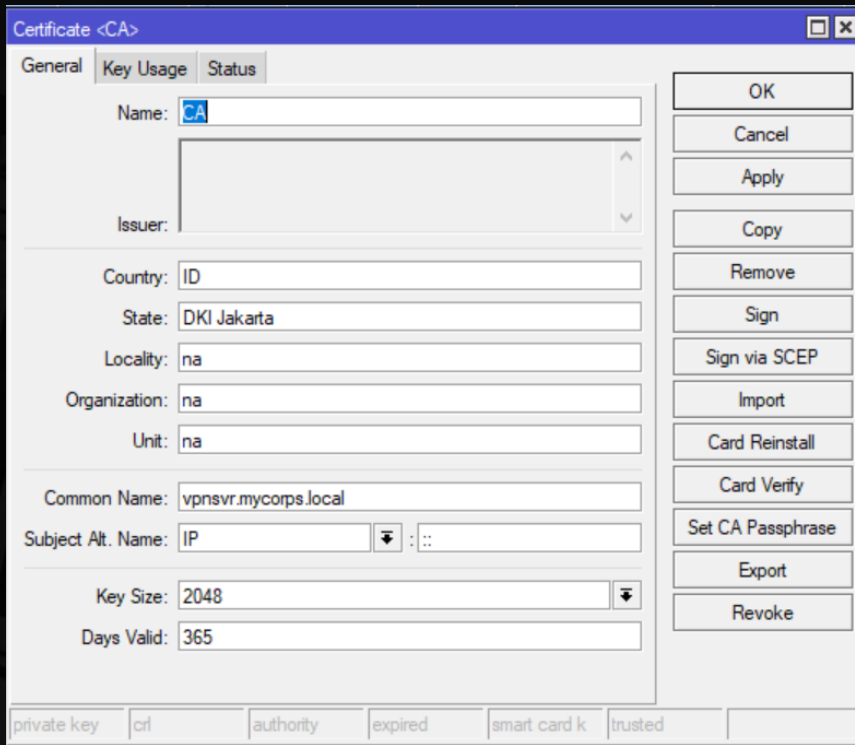 Certificate <CA>
General Key Usage Status
Name: CA
Issuer:
Country: ID
State: DKI Jakarta
Locality: na
Organization: na
Unit: na
Common Name: vpnsvr.mycorps.local
Subject Alt. Name: IP : ::
Key Size: 2048
Days Valid: 365
OK
Cancel
Apply
Copy
Remove
Sign
Sign via SCEP
Import
Card Reinstall
Card Verify
Set CA Passphrase
Export
Revoke
private key crl authority expired smart card k trusted